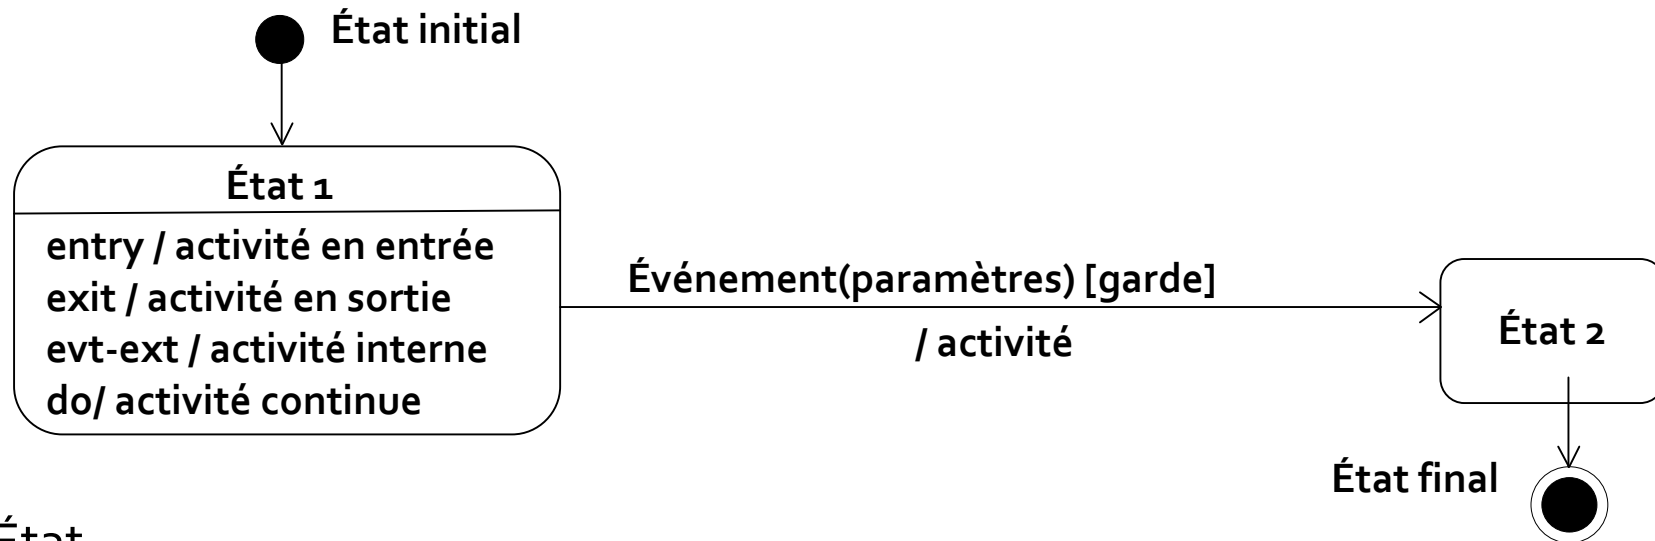 État initial
État 1
entry / activité en entrée
exit / activité en sortie
evt-ext / activité interne
do/ activité continue
Événement(paramètres) [garde]
/ activité
État 2
État final
État